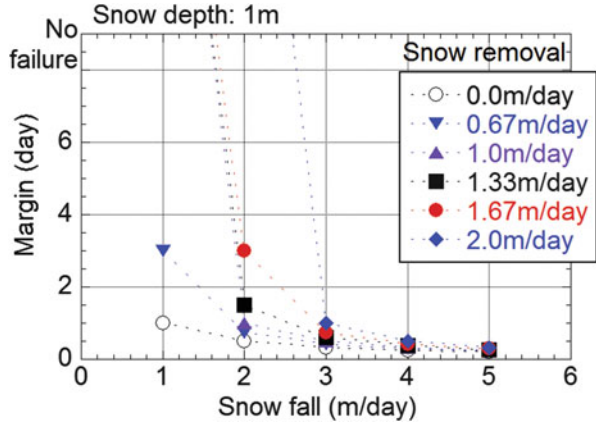 Snow depth: 1m
No
failure
6
4
2
0
Margin (day)
0 1 2 3 4 5 6
Snow fall (m/day)
Snow removal
0.0m/day
0.67m/day
1.0m/day
1.33m/day
1.67m/day
2.0m/day